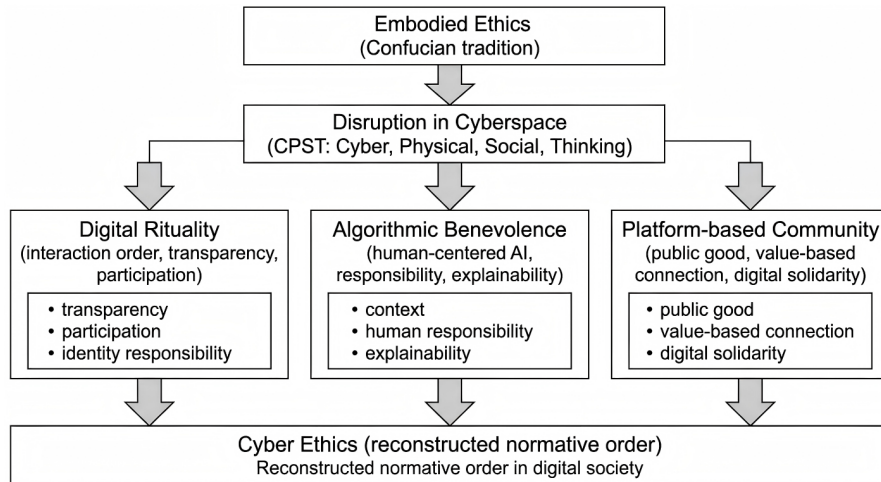 Embodied Ethics
(Confucian tradition)
Disruption in Cyberspace
(CPST: Cyber, Physical, Social, Thinking)
Digital Rituality
(interaction order, transparency,
participation)
• transparency
• participation
• identity responsibility
Algorithmic Benevolence
(human-centered AI,
responsibility, explainability)
• context
• human responsibility
• explainability
Platform-based Community
(public good, value-based
connection, digital solidarity)
• public good
• value-based connection
• digital solidarity
Cyber Ethics (reconstructed normative order)
Reconstructed normative order in digital society